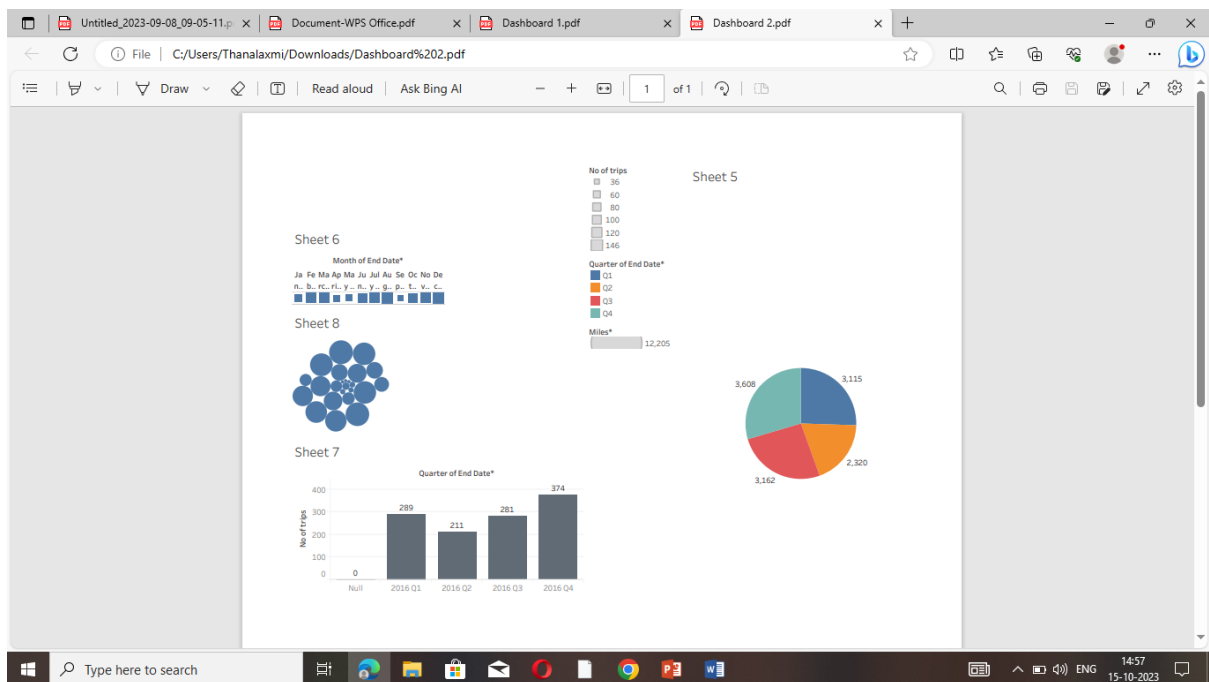 Untitled_2023-09-08_09-05-11.p
Document-WPS Office.pdf
Dashboard 1.pdf
Dashboard 2.pdf
File
C:/Users/Thanalaxmi/Downloads/Dashboard%202.pdf
Draw
Read aloud
Ask Bing AI
1
of 1
No of trips
36
60
80
100
120
146
Quarter of End Date*
Q1
Q2
Q3
Q4
Miles*
12,205
Sheet 5
3,608
3,115
2,320
3,162
Sheet 6
Month of End Date*
Ja Fe Ma Ap Ma Ju Jul Au Se Oc No De
n.. b.. rc.. ri.. y .. n.. y .. g.. p.. t.. v.. c..
Sheet 8
Sheet 7
Quarter of End Date*
No of trips
400
300
200
100
0
0
289
211
281
374
Null
2016 Q1
2016 Q2
2016 Q3
2016 Q4
Type here to search
ENG
14:57
15-10-2023